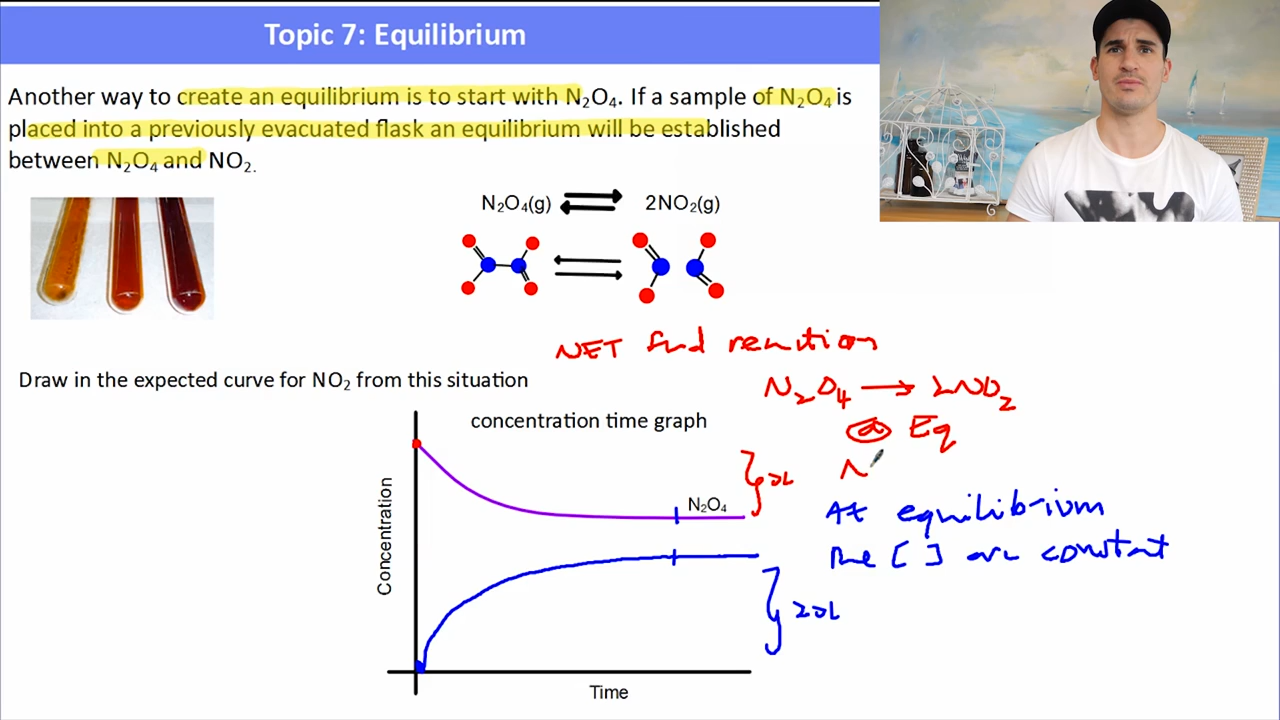 Topic 7: Equilibrium
Another way to create an equilibrium is to start with N₂O₄. If a sample of N₂O₄ is
placed into a previously evacuated flask an equilibrium will be established
between N₂O₄ and NO₂.
N₂O₄(g) ⇌ 2NO₂(g)
NET fwd reaction
Draw in the expected curve for NO₂ from this situation
N₂O₄ → 2NO₂
concentration time graph
@ Eq
N
N₂O₄
At equilibrium
the [ ] are constant
Concentration
Time